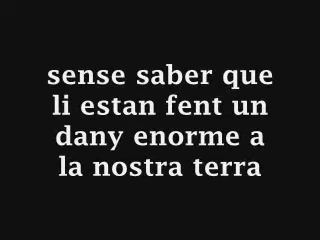 sense saber que
li estan fent un
dany enorme a
la nostra terra